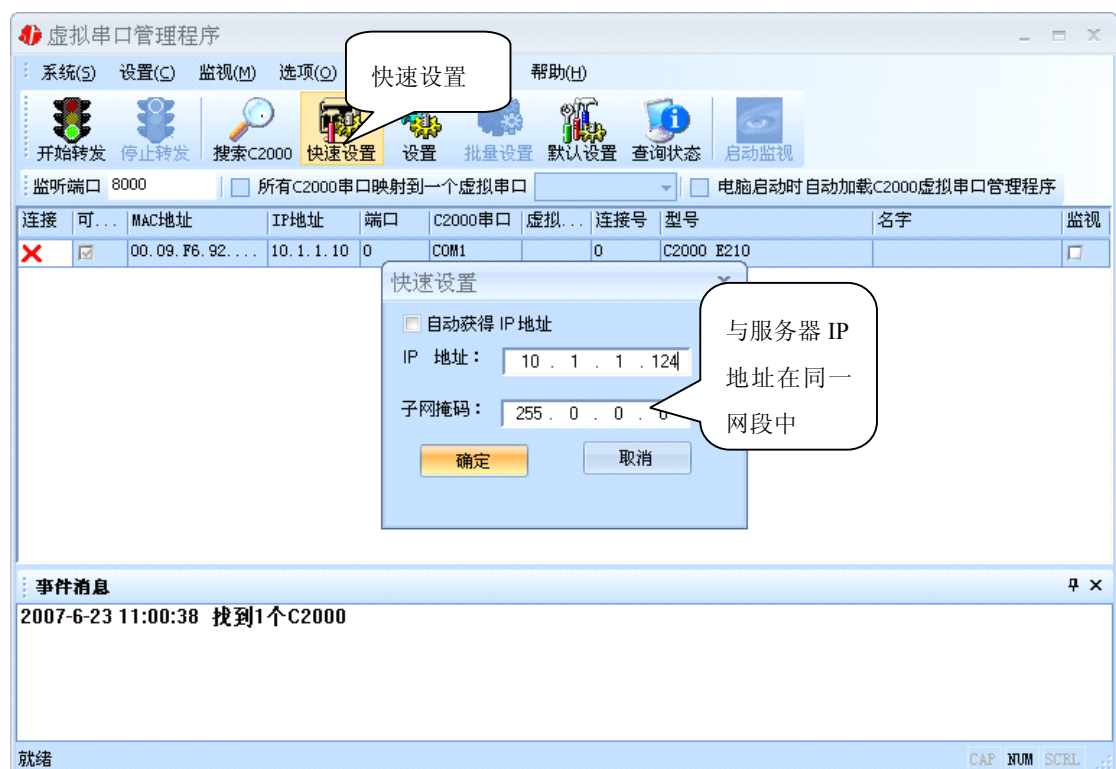 虚拟串口管理程序
系统(S) 设置(C) 监视(M) 选项(O) 帮助(H)
快速设置
开始转发 停止转发 搜索C2000 快速设置 设置 批量设置 默认设置 查询状态 启动监视
监听端口 8000 所有C2000串口映射到一个虚拟串口 电脑启动时自动加载C2000虚拟串口管理程序
连接 可... MAC地址 IP地址 端口 C2000串口 虚拟... 连接号 型号 名字 监视
00.09.F6.92.... 10.1.1.10 0 COM1 0 C2000 E210
快速设置
自动获得 IP 地址
IP 地址： 10 . 1 . 1 . 124
子网掩码： 255 . 0 . 0 .
确定 取消
与服务器 IP
地址在同一
网段中
事件消息
2007-6-23 11:00:38 找到1个C2000
就绪 CAP NUM SCRL